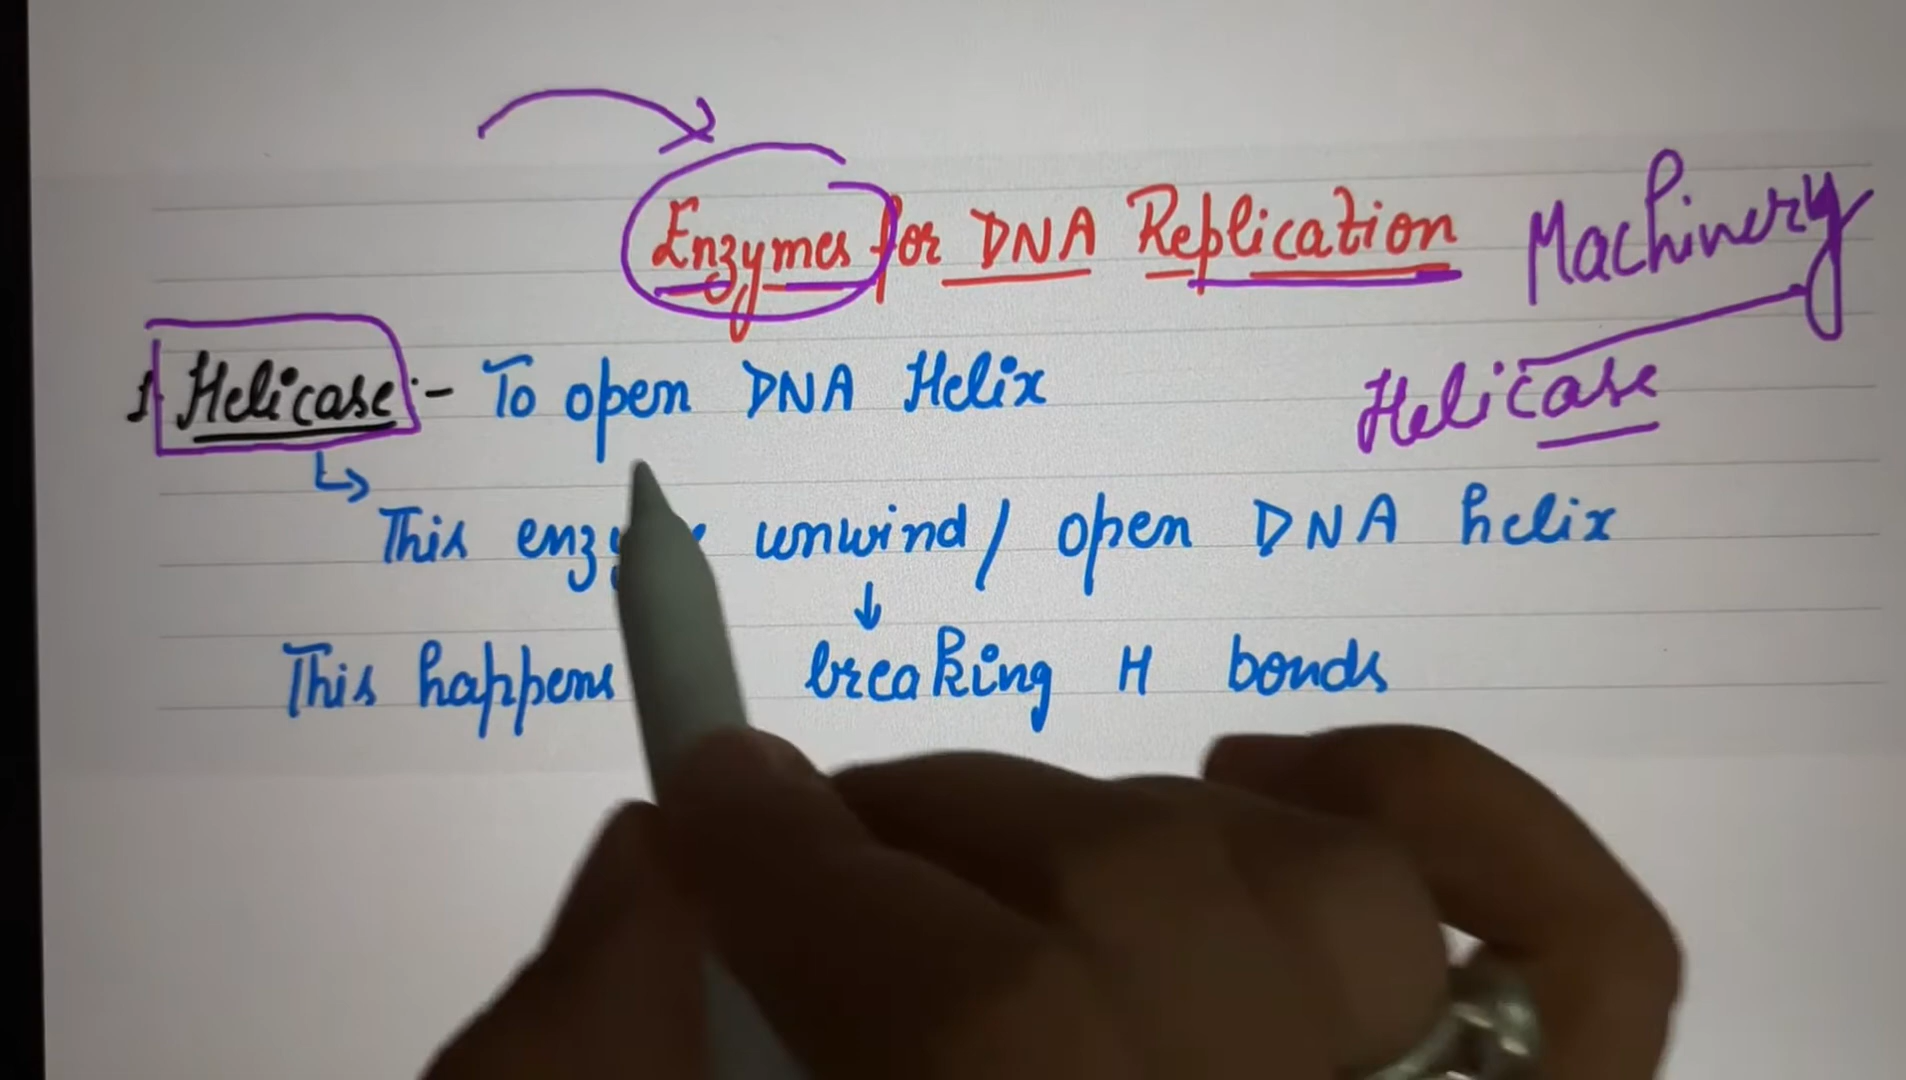 Enzymes for DNA Replication Machinery
1 Helicase :- To open DNA Helix Helicase
This unwind / open DNA helix
This happens breaking H bonds